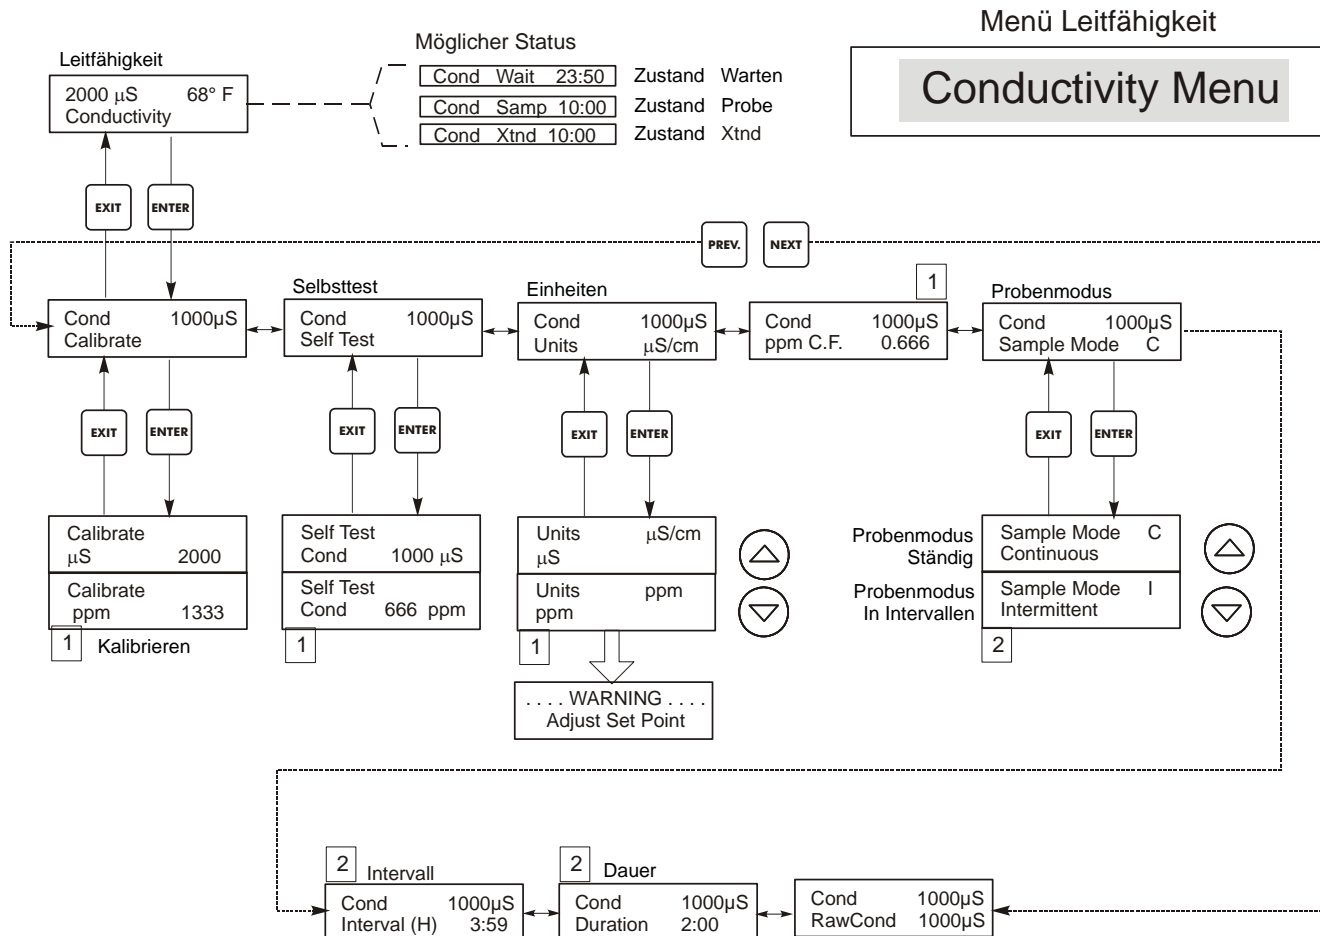 Menü Leitfähigkeit
Conductivity Menu
Leitfähigkeit
2000 µS 68° F
Conductivity
Möglicher Status
Cond Wait 23:50 Zustand Warten
Cond Samp 10:00 Zustand Probe
Cond Xtnd 10:00 Zustand Xtnd
EXIT ENTER
PREV. NEXT
Cond 1000µS
Calibrate
Selbsttest
Cond 1000µS
Self Test
Einheiten
Cond 1000µS
Units µS/cm
1
Cond 1000µS
ppm C.F. 0.666
Probenmodus
Cond 1000µS
Sample Mode C
EXIT ENTER
EXIT ENTER
EXIT ENTER
EXIT ENTER
Calibrate
µS 2000
Calibrate
ppm 1333
1 Kalibrieren
Self Test
Cond 1000 µS
Self Test
Cond 666 ppm
1
Units µS/cm
µS
Units ppm
ppm
1
. . . . WARNING . . . .
Adjust Set Point
Probenmodus
Ständig
Sample Mode C
Continuous
Probenmodus
In Intervallen
Sample Mode I
Intermittent
2
2 Intervall
Cond 1000µS
Interval (H) 3:59
2 Dauer
Cond 1000µS
Duration 2:00
Cond 1000µS
RawCond 1000µS